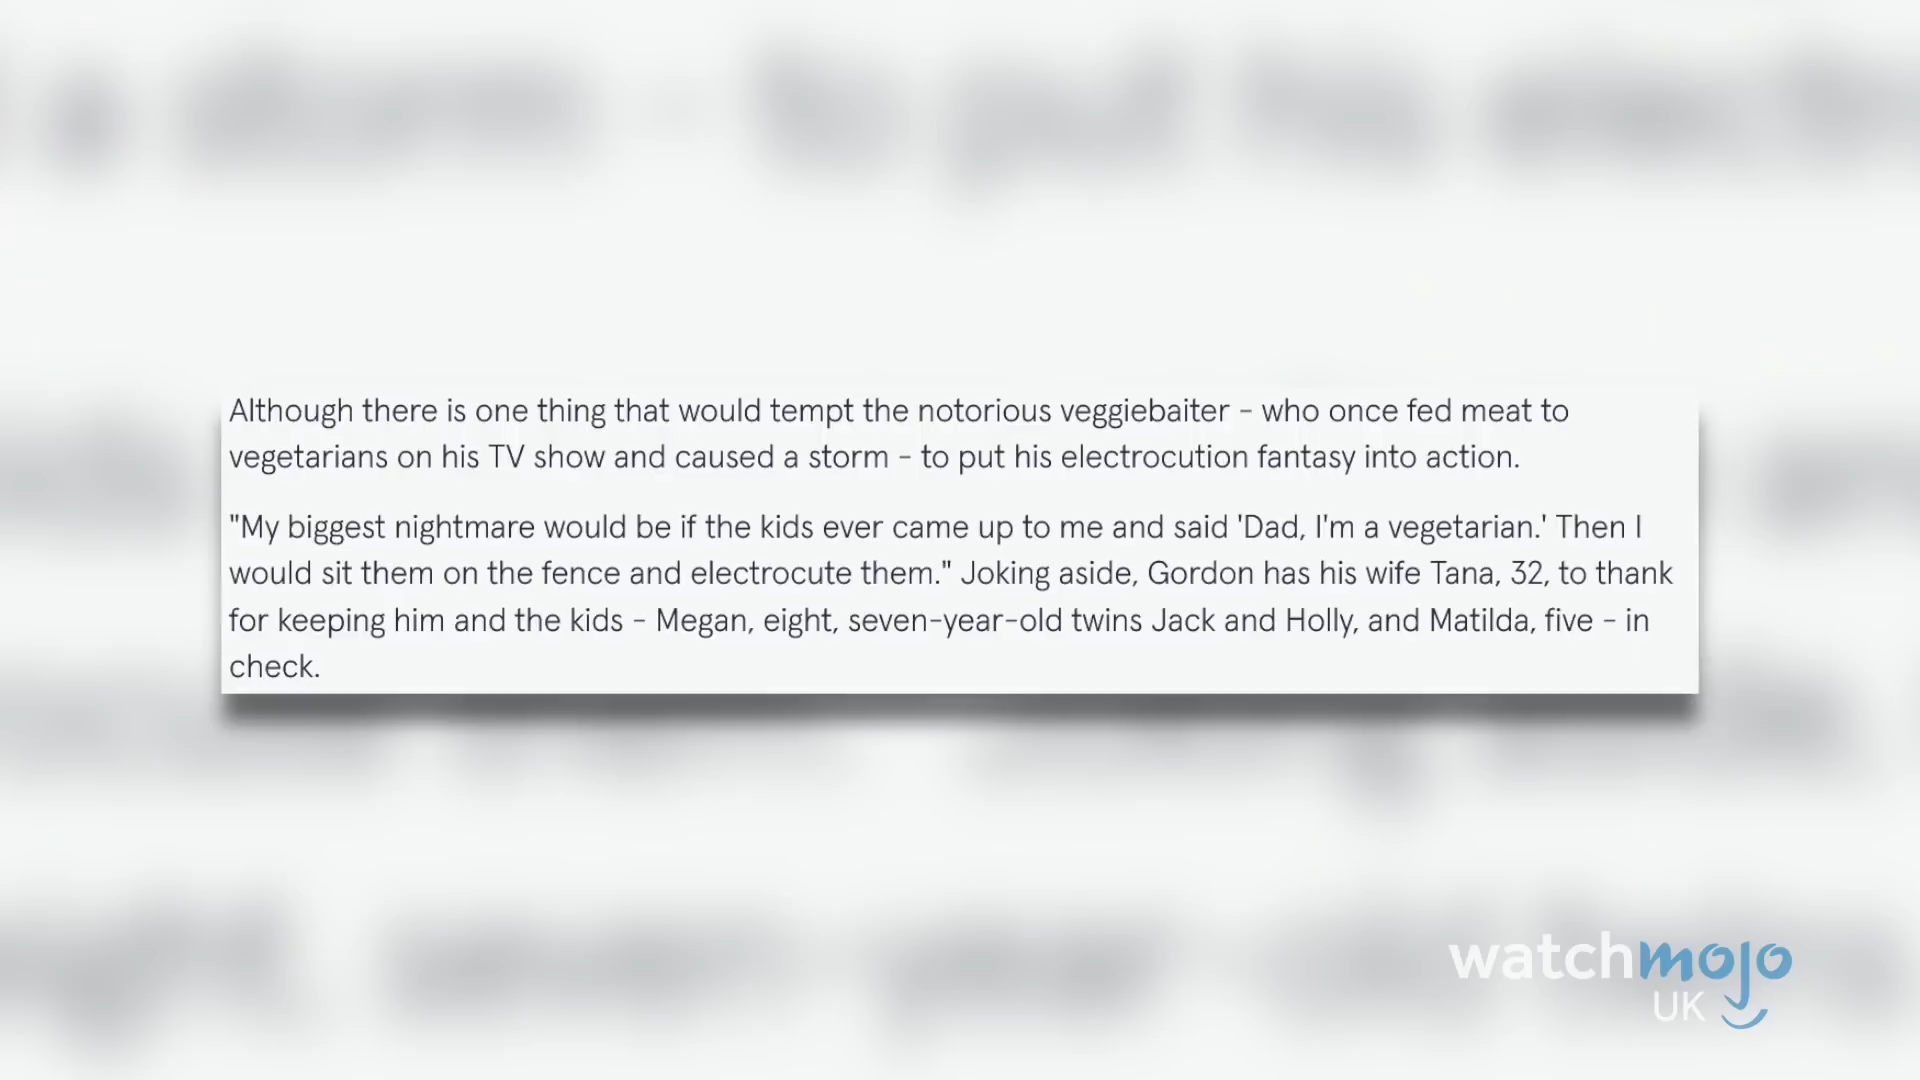 Although there is one thing that would tempt the notorious veggiebaiter - who once fed meat to
vegetarians on his TV show and caused a storm - to put his electrocution fantasy into action.
"My biggest nightmare would be if the kids ever came up to me and said 'Dad, I'm a vegetarian.' Then I
would sit them on the fence and electrocute them." Joking aside, Gordon has his wife Tana, 32, to thank
for keeping him and the kids - Megan, eight, seven-year-old twins Jack and Holly, and Matilda, five - in
check.
watchmojo
UK